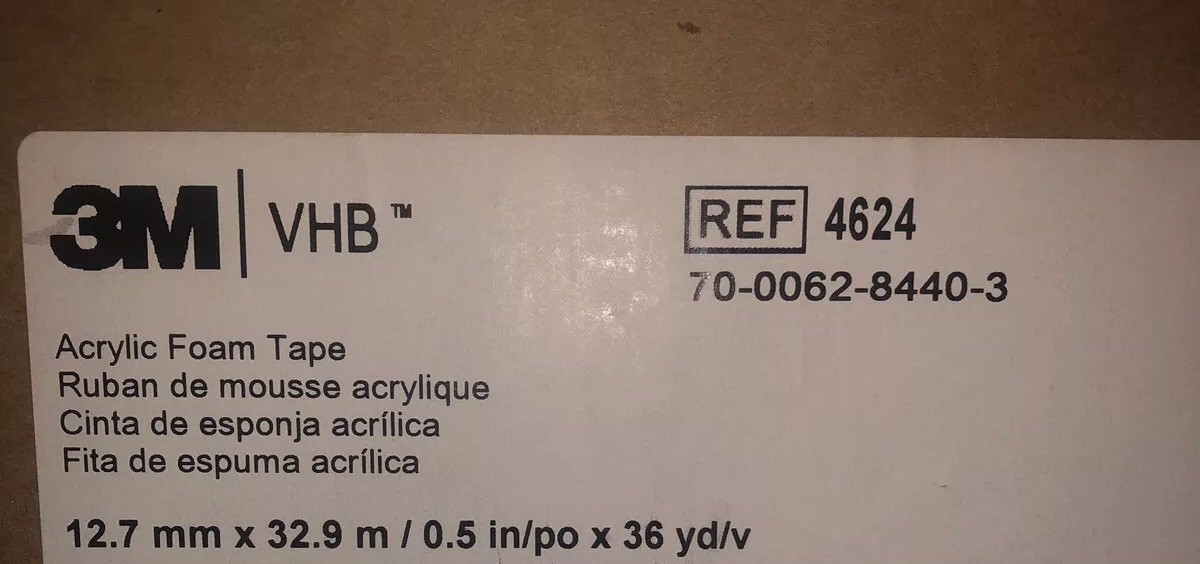 3M | VHB™
REF 4624
70-0062-8440-3
Acrylic Foam Tape
Ruban de mousse acrylique
Cinta de esponja acrílica
Fita de espuma acrílica
12.7 mm x 32.9 m / 0.5 in/po x 36 yd/v